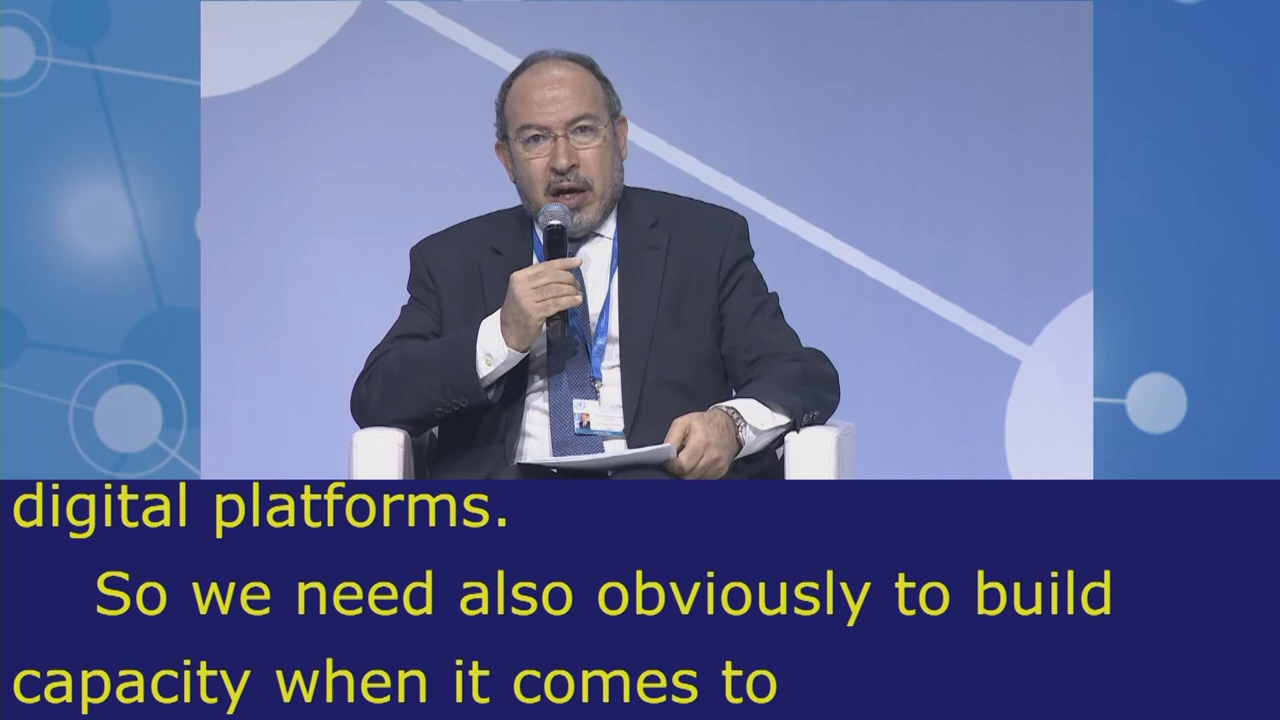 digital platforms.
So we need also obviously to build
capacity when it comes to